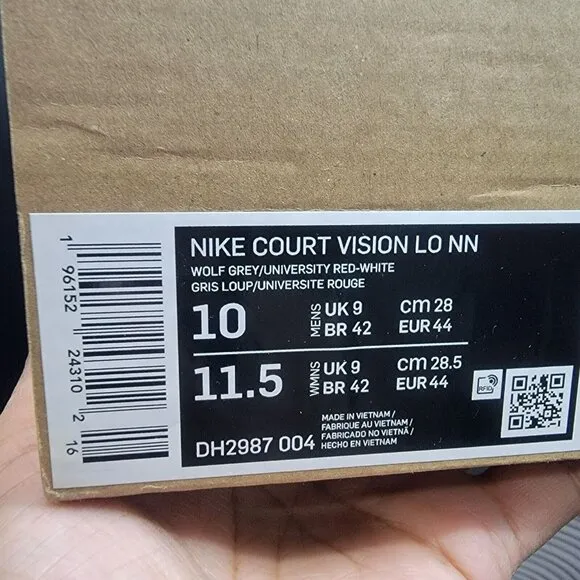 NIKE COURT VISION LO NN
WOLF GREY/UNIVERSITY RED-WHITE
GRIS LOUP/UNIVERSITE ROUGE
10 MENS UK 9 CM 28
BR 42 EUR 44
11.5 WMNS UK 9 CM 28.5
BR 42 EUR 44
RFID
MADE IN VIETNAM /
FABRIQUE AU VIETNAM /
FABRICADO NO VIETNÃ /
HECHO EN VIETNAM
DH2987 004
1 96152 24310 2 16